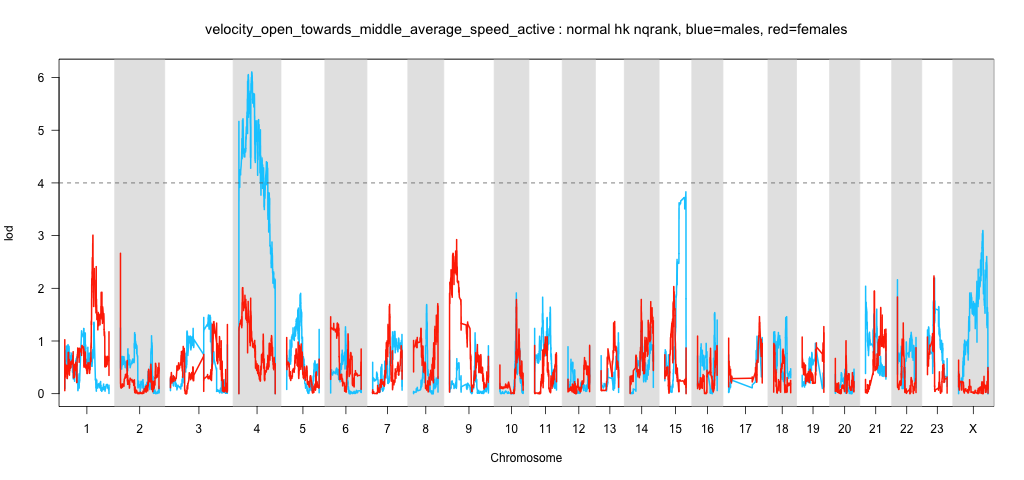 velocity_open_towards_middle_average_speed_active : normal hk nqrank, blue=males, red=females
lod
6
5
4
3
2
1
0
1 2 3 4 5 6 7 8 9 10 11 12 13 14 15 16 17 18 19 20 21 22 23 X
Chromosome